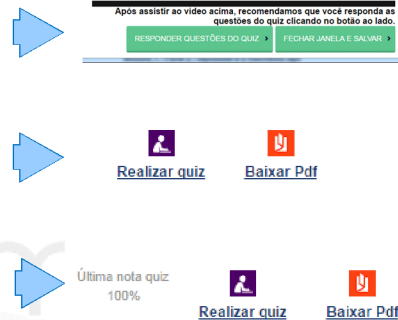 Após assistir ao vídeo acima, recomendamos que você responda as
questões do quiz clicando no botão ao lado.
RESPONDER QUESTÕES DO QUIZ › FECHAR JANELA E SALVAR ›
Realizar quiz Baixar Pdf
Última nota quiz
100%
Realizar quiz Baixar Pdf